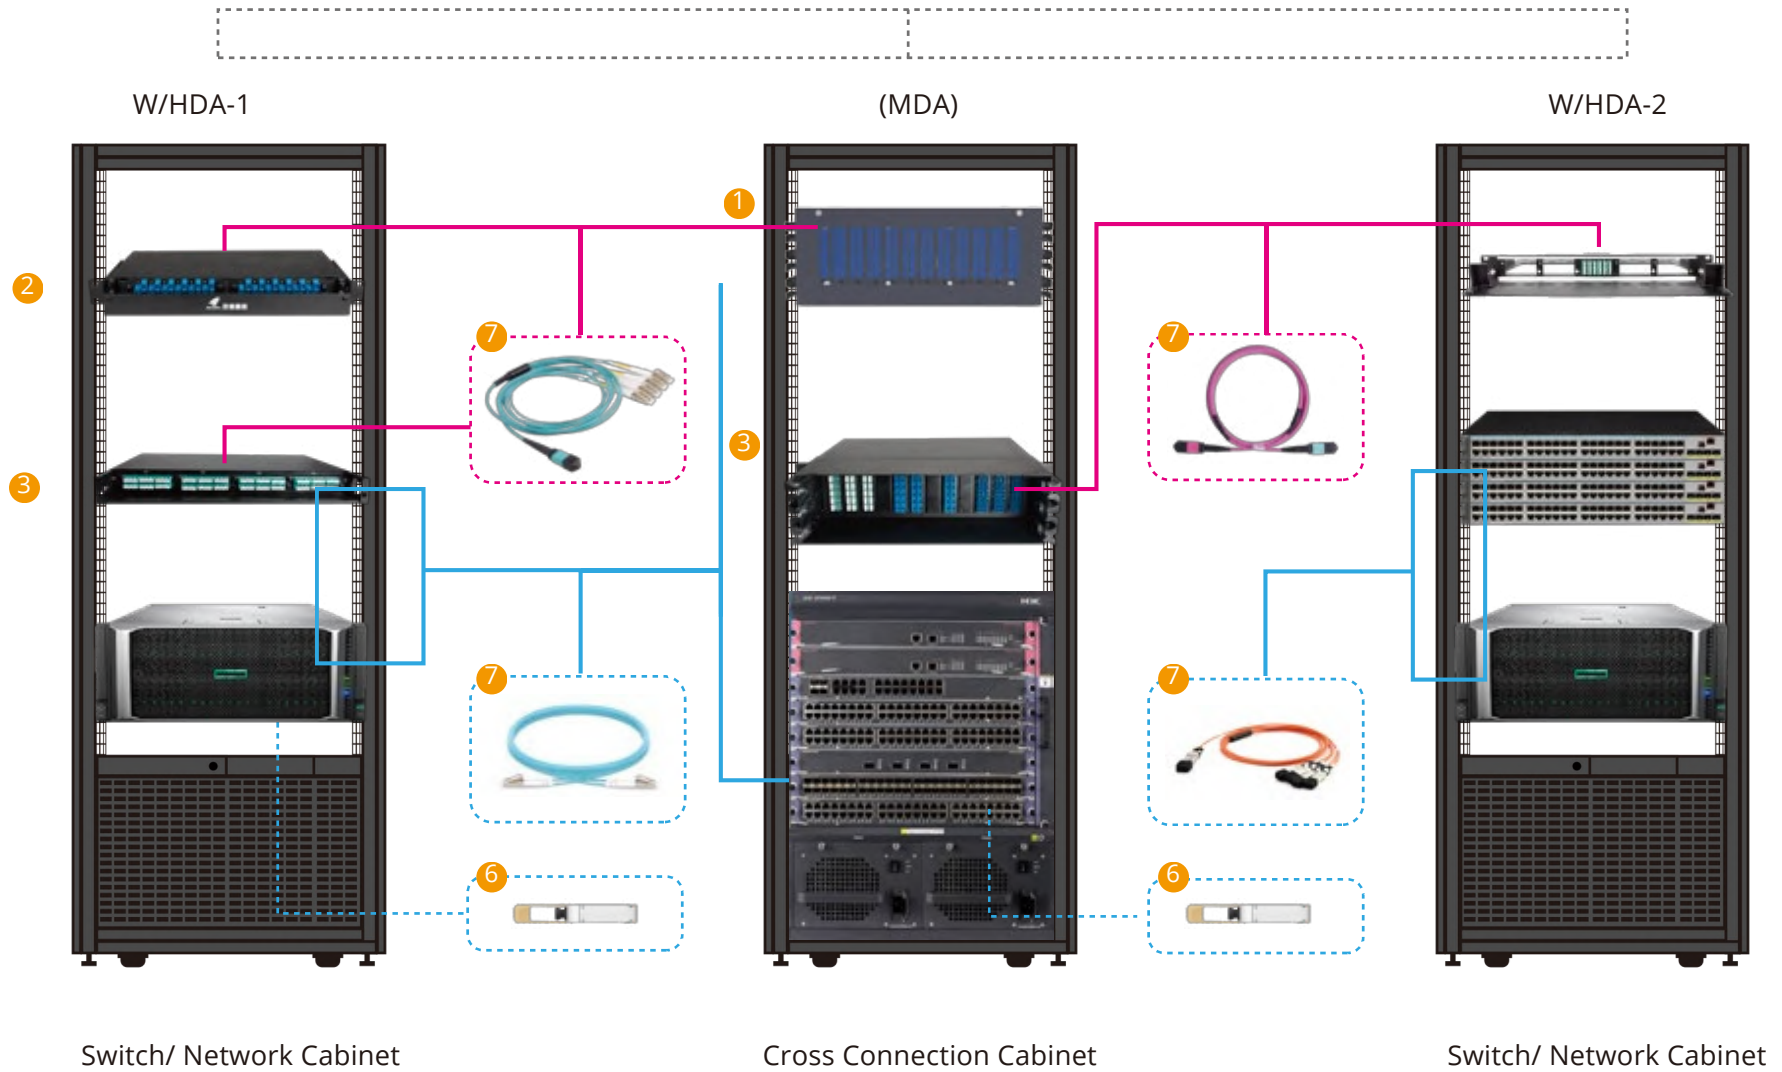 W/HDA-1
(MDA)
W/HDA-2
1
2
7
7
3
3
7
7
6
6
Switch/ Network Cabinet
Cross Connection Cabinet
Switch/ Network Cabinet